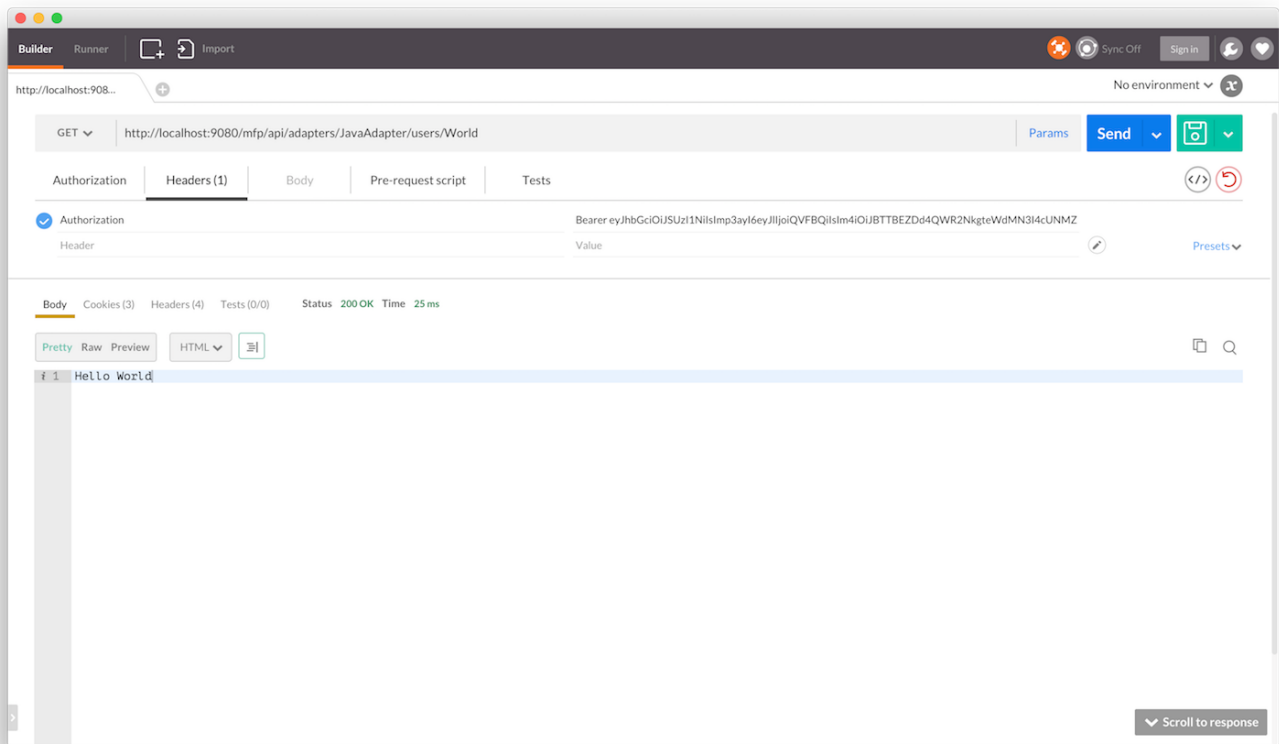 Builder Runner Import Sync Off Sign in
http://localhost:908... No environment
GET http://localhost:9080/mfp/api/adapters/JavaAdapter/users/World Params Send
Authorization Headers (1) Body Pre-request script Tests
Authorization Bearer
Header Value Presets
Body Cookies (3) Headers (4) Tests (0/0) Status 200 OK Time 25 ms
Pretty Raw Preview HTML
i 1 Hello World
Scroll to response